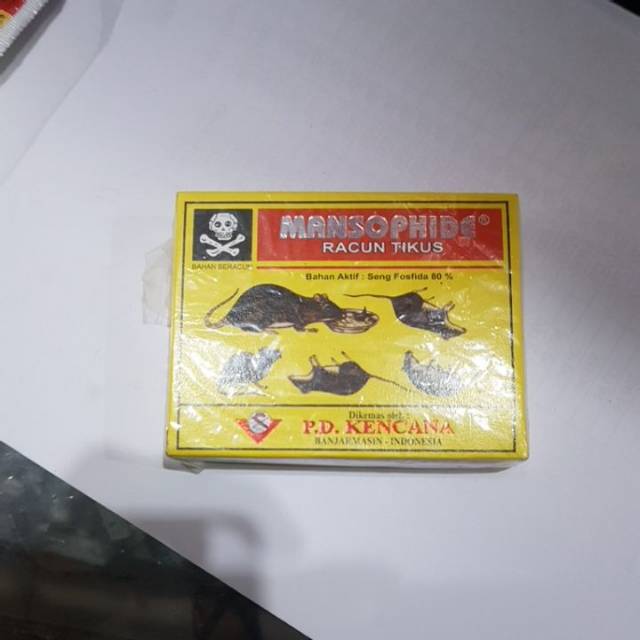 MANSOPHIDE®
RACUN TIKUS
BAHAN BERACUN
Bahan Aktif : Seng Fosfida 80 %
Dikemas oleh :
P.D. KENCANA
BANJARMASIN - INDONESIA